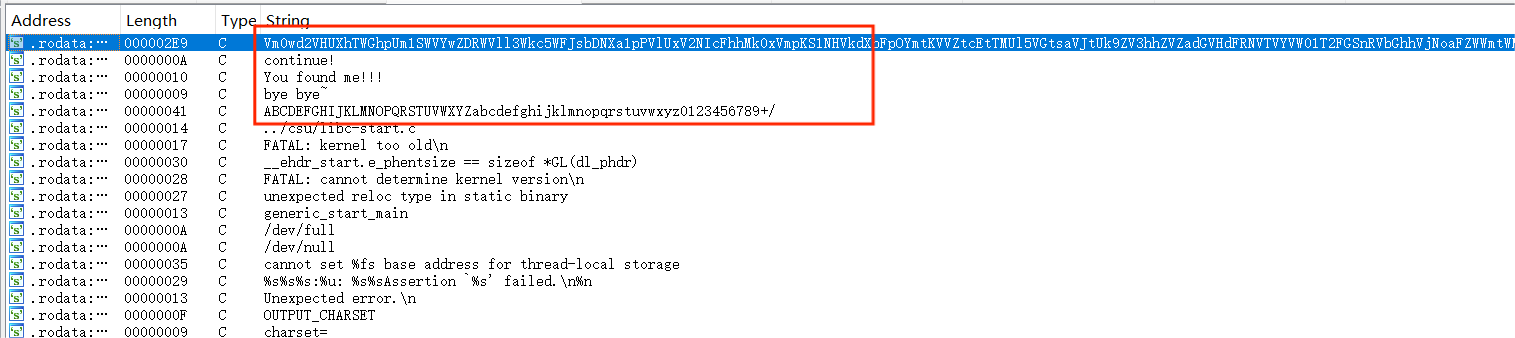 Address Length Type String
.rodata:··· 000002E9 C Vm0wd2VHUXhTWGhpUm1SWVYwZDRWVll3Wkc5WFJsbDNXa1pPVlUxV2NIcFhhMk0xVmpKS1NHVkdXbFpOYmtKVVZtcEtTMUl5VGtsaVJtUk9ZV3hhZVZadGVHdFRNVTVYVW01T2FGSnRVbGhhVjNoaFZWWmtWM
.rodata:··· 0000000A C continue!
.rodata:··· 00000010 C You found me!!!
.rodata:··· 00000009 C bye bye~
.rodata:··· 00000041 C ABCDEFGHIJKLMNOPQRSTUVWXYZabcdefghijklmnopqrstuvwxyz0123456789+/
.rodata:··· 00000014 C ../csu/libc-start.c
.rodata:··· 00000017 C FATAL: kernel too old\n
.rodata:··· 00000030 C __ehdr_start.e_phentsize == sizeof *GL(dl_phdr)
.rodata:··· 00000028 C FATAL: cannot determine kernel version\n
.rodata:··· 00000027 C unexpected reloc type in static binary
.rodata:··· 00000013 C generic_start_main
.rodata:··· 0000000A C /dev/full
.rodata:··· 0000000A C /dev/null
.rodata:··· 00000035 C cannot set %fs base address for thread-local storage
.rodata:··· 00000029 C %s%s%s:%u: %s%sAssertion `%s' failed.\n%n
.rodata:··· 00000013 C Unexpected error.\n
.rodata:··· 0000000F C OUTPUT_CHARSET
.rodata:··· 00000009 C charset=